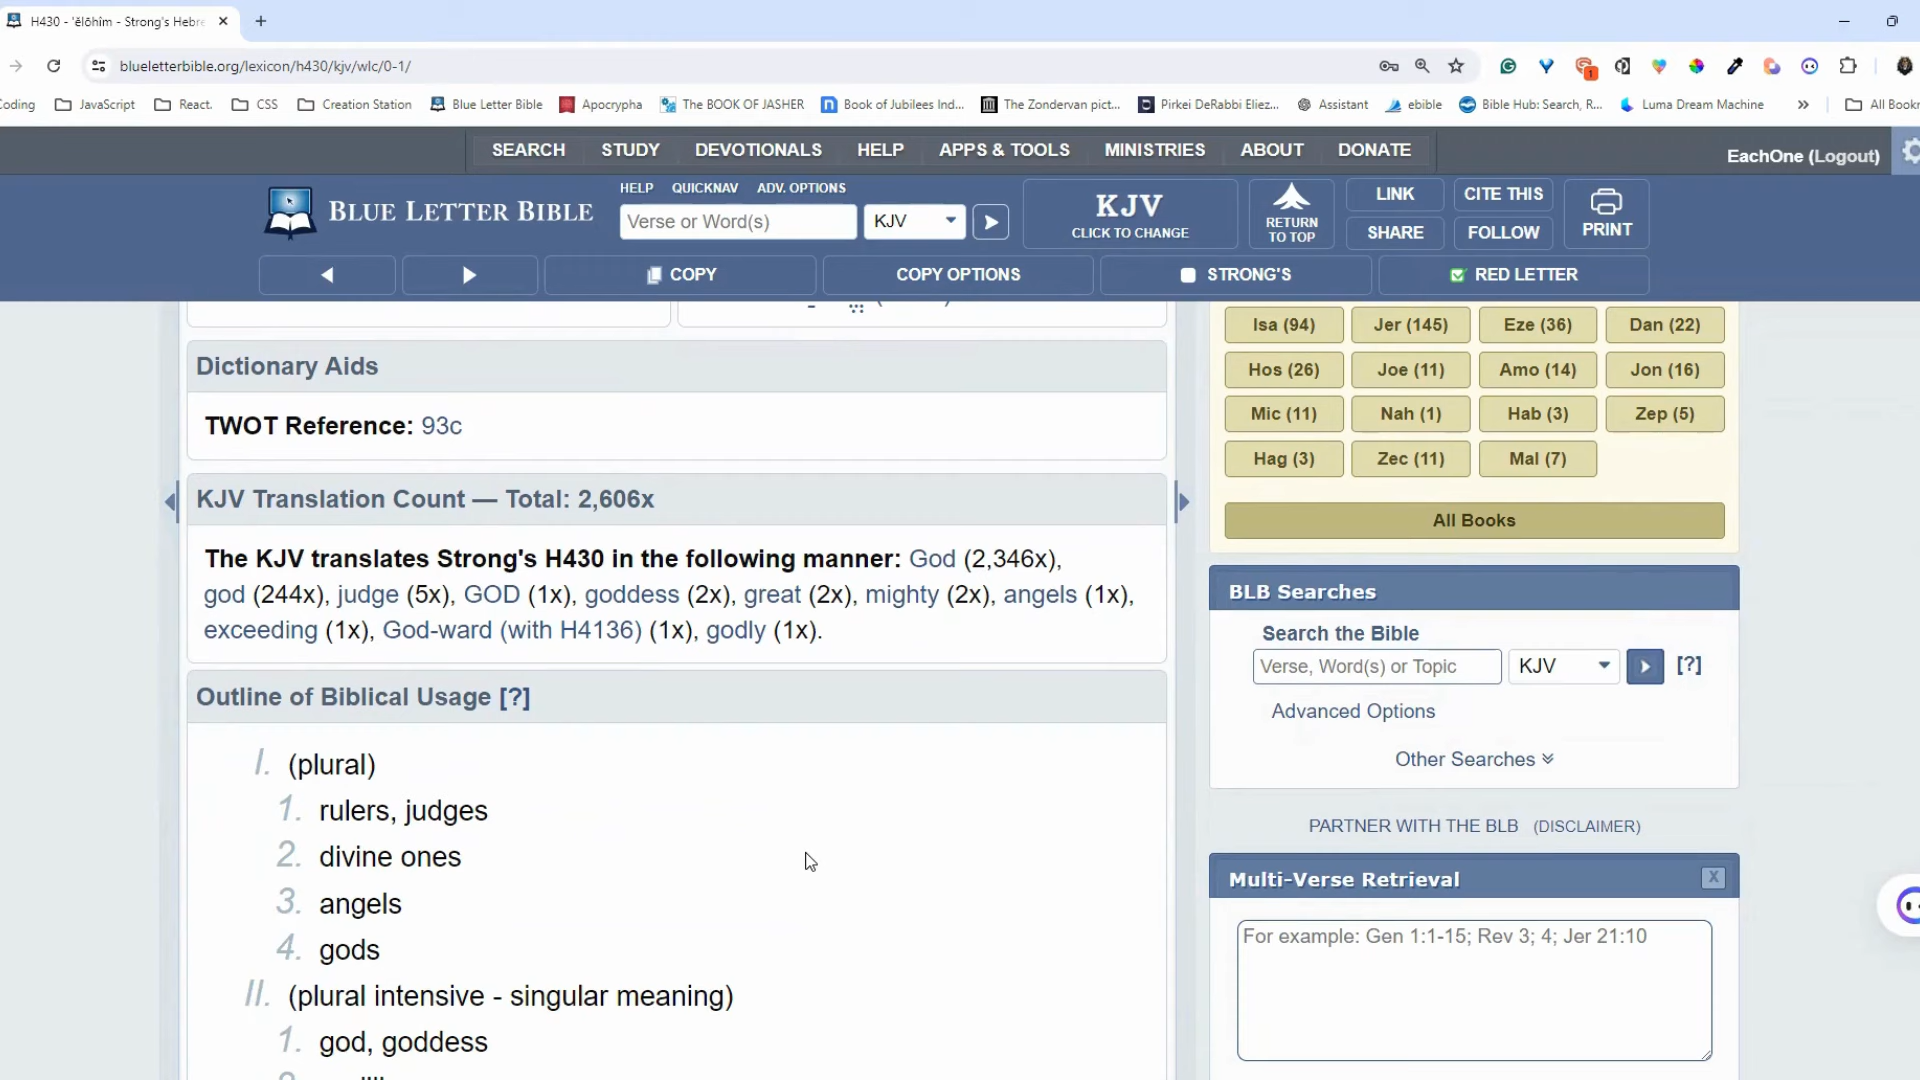 H430 - 'ĕlōhîm - Strong's Hebre
blueletterbible.org/lexicon/h430/kjv/wlc/0-1/
1
oding JavaScript React. CSS Creation Station Blue Letter Bible Apocrypha The BOOK OF JASHER Book of Jubilees Ind... The Zondervan pict... Pirkei DeRabbi Eliez... Assistant ebible Bible Hub: Search, R... Luma Dream Machine » All Bookr
SEARCH STUDY DEVOTIONALS HELP APPS & TOOLS MINISTRIES ABOUT DONATE
EachOne (Logout)
HELP QUICKNAV ADV. OPTIONS
BLUE LETTER BIBLE
Verse or Word(s) KJV
KJV
CLICK TO CHANGE
RETURN
TO TOP
LINK CITE THIS
SHARE FOLLOW
PRINT
COPY COPY OPTIONS STRONG'S RED LETTER
Dictionary Aids
TWOT Reference: 93c
KJV Translation Count — Total: 2,606x
The KJV translates Strong's H430 in the following manner: God (2,346x),
god (244x), judge (5x), GOD (1x), goddess (2x), great (2x), mighty (2x), angels (1x),
exceeding (1x), God-ward (with H4136) (1x), godly (1x).
Outline of Biblical Usage [?]
I. (plural)
1. rulers, judges
2. divine ones
3. angels
4. gods
II. (plural intensive - singular meaning)
1. god, goddess
Isa (94) Jer (145) Eze (36) Dan (22)
Hos (26) Joe (11) Amo (14) Jon (16)
Mic (11) Nah (1) Hab (3) Zep (5)
Hag (3) Zec (11) Mal (7)
All Books
BLB Searches
Search the Bible
Verse, Word(s) or Topic KJV [?]
Advanced Options
Other Searches
PARTNER WITH THE BLB (DISCLAIMER)
Multi-Verse Retrieval X
For example: Gen 1:1-15; Rev 3; 4; Jer 21:10